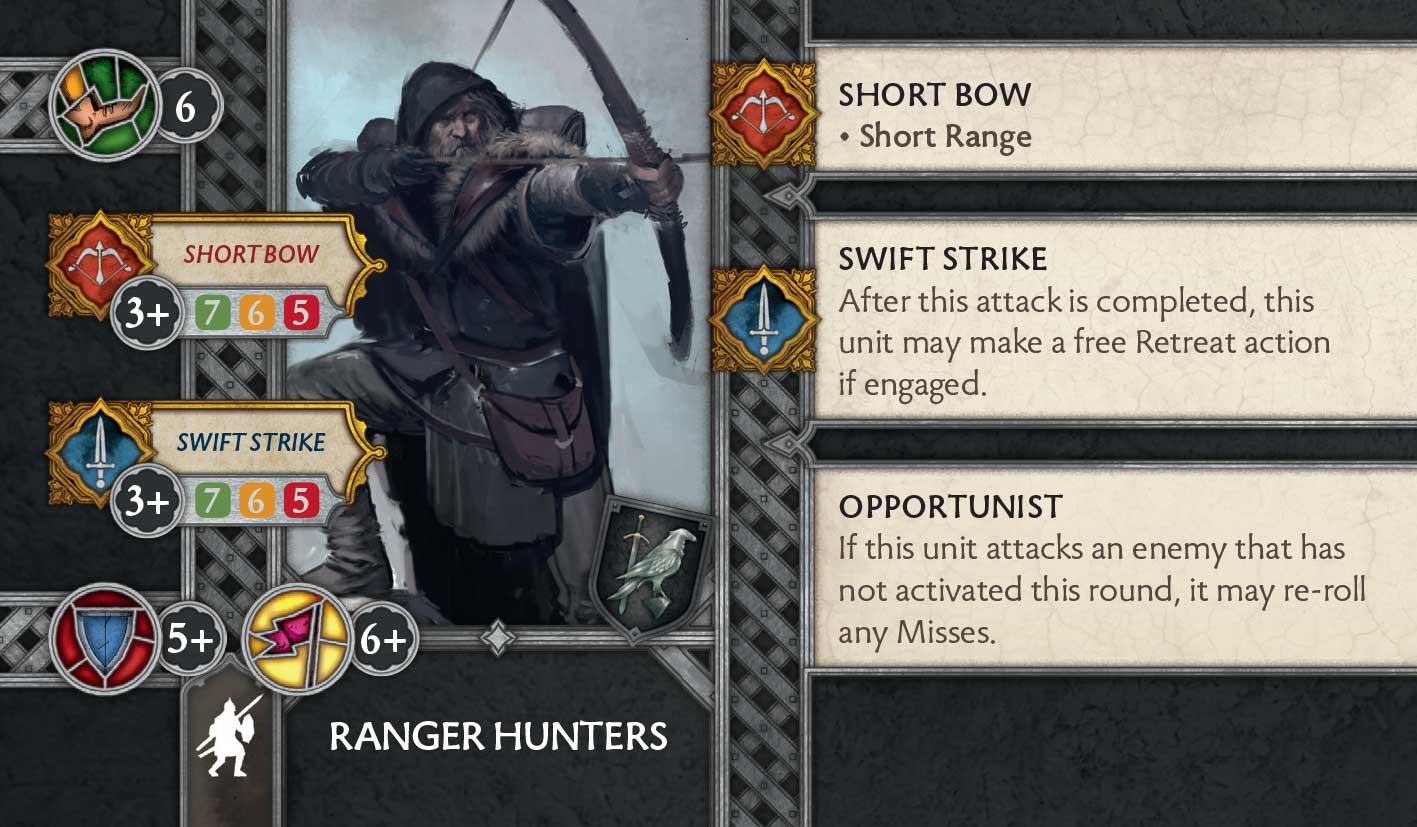 6
SHORT BOW
3+ 7 6 5
SWIFT STRIKE
3+ 7 6 5
5+ 6+
RANGER HUNTERS
SHORT BOW
• Short Range
SWIFT STRIKE
After this attack is completed, this
unit may make a free Retreat action
if engaged.
OPPORTUNIST
If this unit attacks an enemy that has
not activated this round, it may re-roll
any Misses.